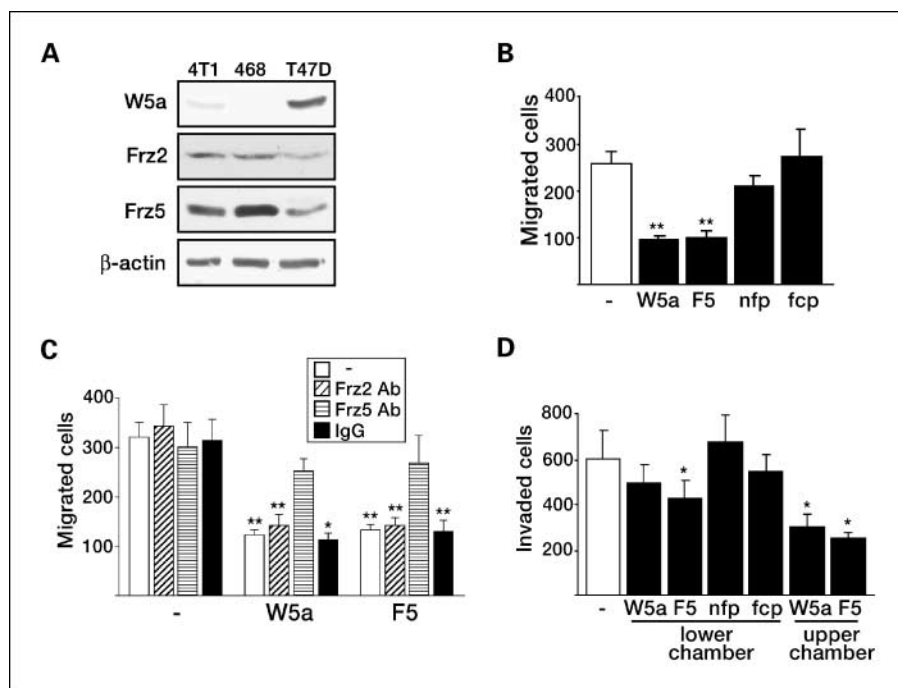 A
4T1 468 T47D
W5a
Frz2
Frz5
β-actin
B
Migrated cells
400
300
200
100
- W5a F5 nfp fcp
**
**
C
Migrated cells
400
300
200
100
-
Frz2 Ab
Frz5 Ab
IgG
** ** * ** ** **
- W5a F5
D
Invaded cells
800
600
400
200
* * *
- W5a F5 nfp fcp W5a F5
lower chamber
upper chamber